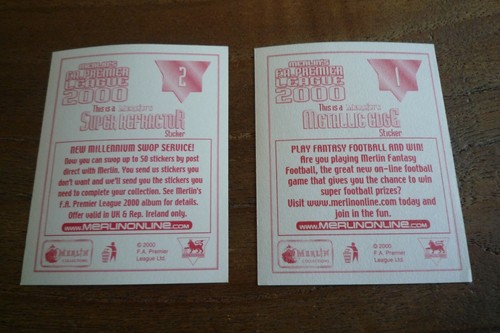 MERLIN'S
F.A. PREMIER
LEAGUE
2000
2
This is a Merlin's
SUPER REFRACTOR
Sticker
NEW MILLENNIUM SWOP SERVICE!
Now you can swop up to 50 stickers by post
direct with Merlin. You send us stickers you
don't want and we'll send you the stickers you
need to complete your collection. See Merlin's
F.A. Premier League 2000 album for details.
Offer valid in UK & Rep. Ireland only.
WWW.MERLINONLINE.COM
MERLIN
© 2000
F.A. Premier
League Ltd
MERLIN'S
F.A. PREMIER
LEAGUE
2000
1
This is a Merlin's
METALLIC EDGE
Sticker
PLAY FANTASY FOOTBALL AND WIN!
Are you playing Merlin Fantasy
Football, the great new on-line football
game that gives you the chance to win
super football prizes?
Visit www.merlinonline.com today and
join in the fun.
WWW.MERLINONLINE.COM
MERLIN
© 2000
F.A. Premier
League Ltd